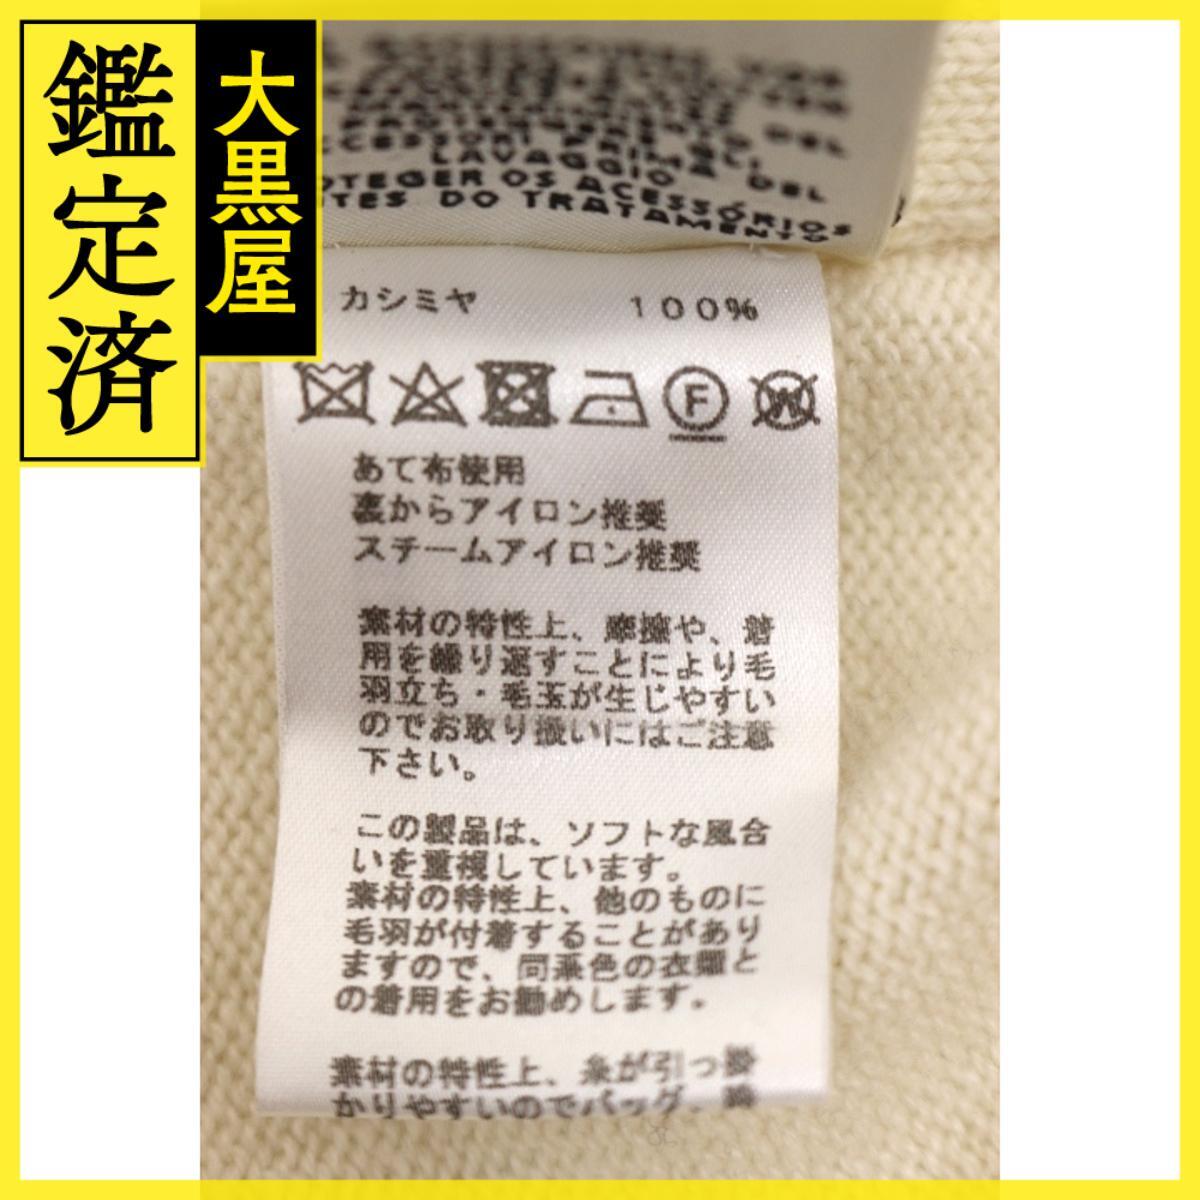 鑑定済
大黒屋
LAVAGGIO
OS ACESSÓRIOS
DO TRATAMENTO
カシミヤ 100%
F
W
あて布使用
裏からアイロン推奨
スチームアイロン推奨
素材の特性上、摩擦や、着
用を繰り返すことにより毛
羽立ち・毛玉が生じやすい
のでお取り扱いにはご注意
下さい。
この製品は、ソフトな風合
いを重視しています。
素材の特性上、他のものに
毛羽が付着することがあり
ますので、同系色の衣類と
の着用をお勧めします。
素材の特性上、糸が引っ掛
かりやすいのでバッグ、